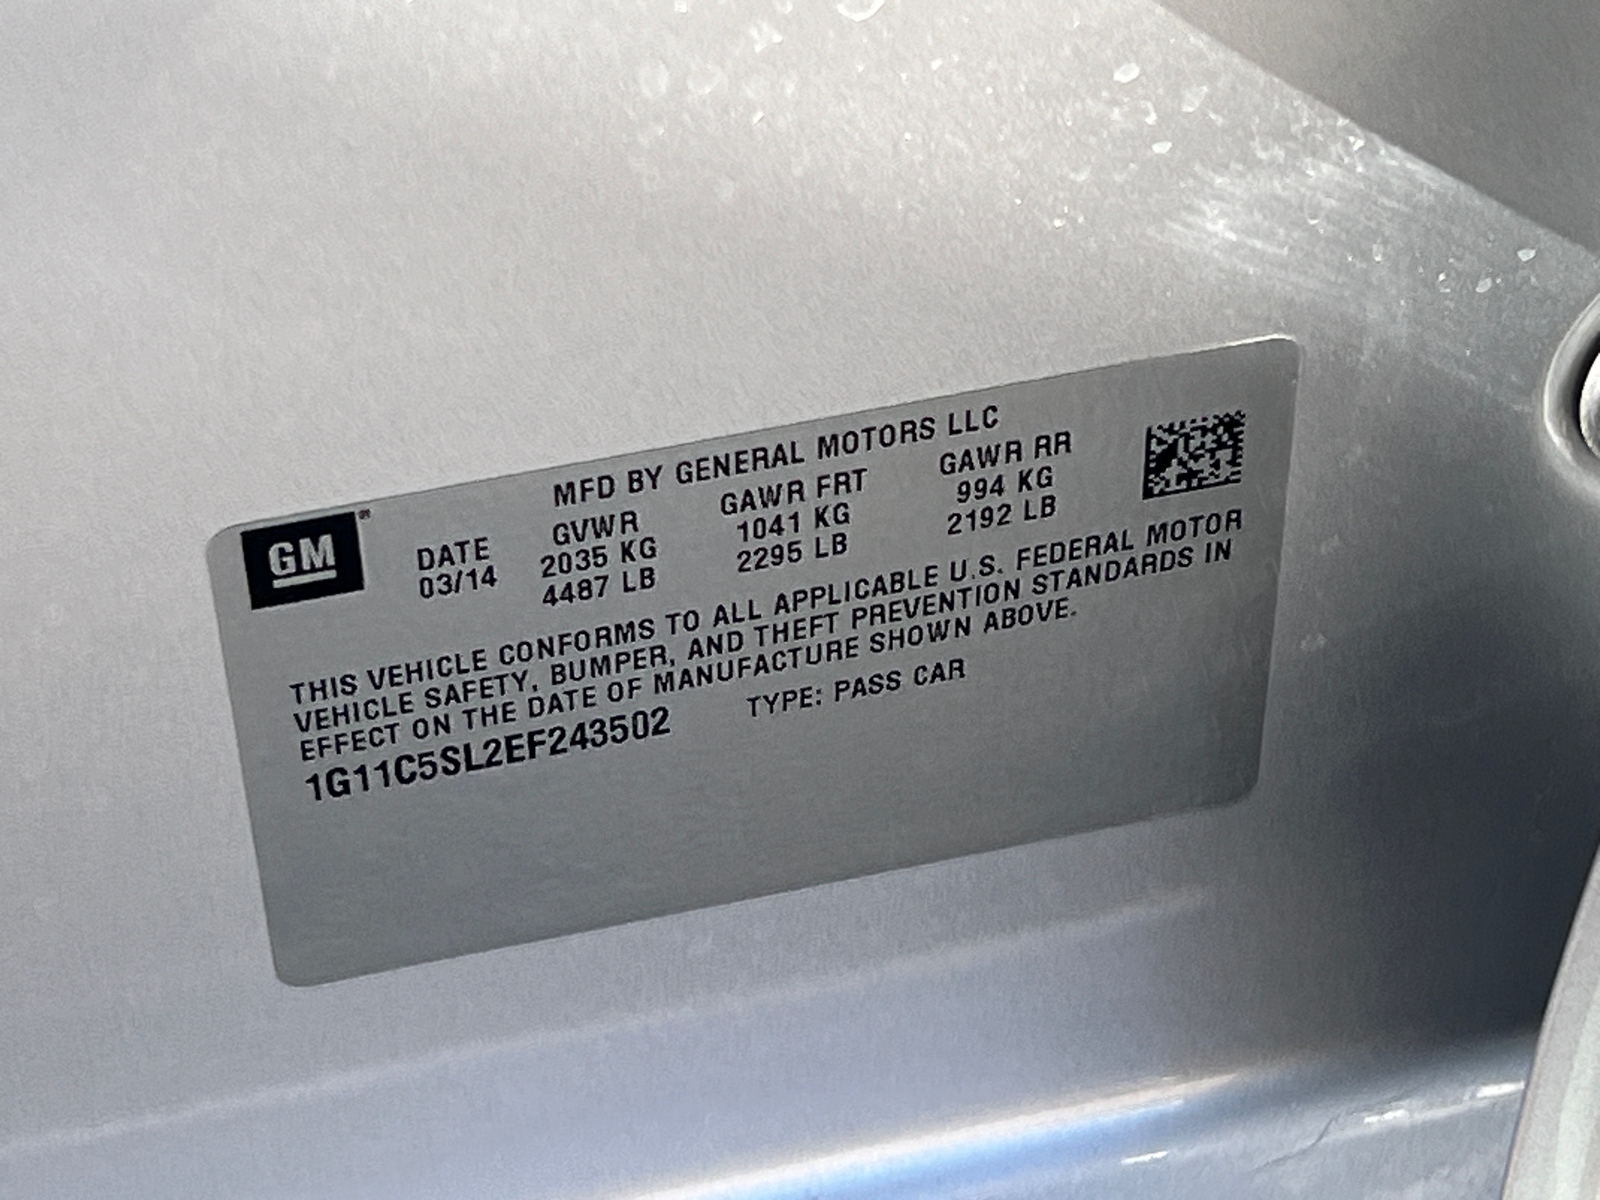 MFD BY GENERAL MOTORS LLC
GM®
DATE GVWR GAWR FRT GAWR RR
03/14 2035 KG 1041 KG 994 KG
4487 LB 2295 LB 2192 LB
THIS VEHICLE CONFORMS TO ALL APPLICABLE U.S. FEDERAL MOTOR
VEHICLE SAFETY, BUMPER, AND THEFT PREVENTION STANDARDS IN
EFFECT ON THE DATE OF MANUFACTURE SHOWN ABOVE.
1G11C5SL2EF243502 TYPE: PASS CAR